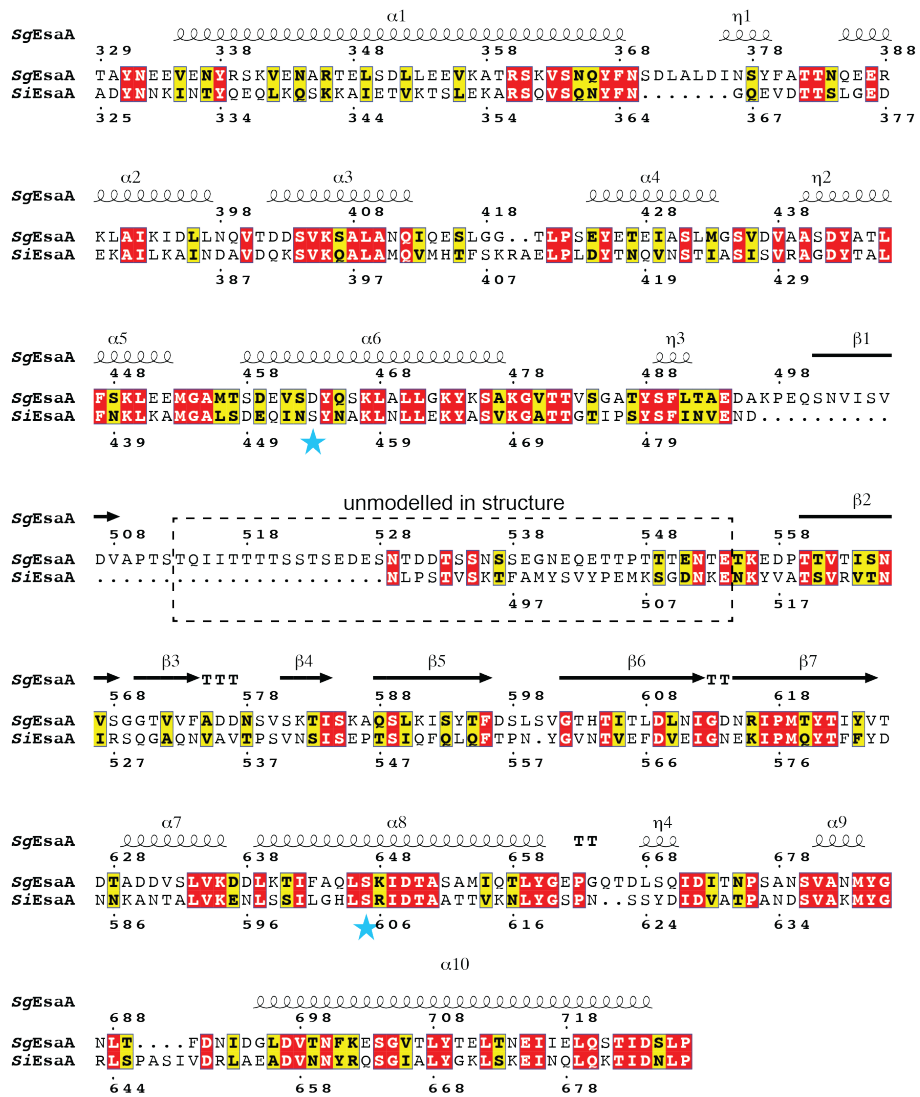 α1 η1
SgEsaA
329 338 348 358 368 378 388
SgEsaA TAYNEEVENYRSKVENARTELSDLLEEVKATRSKVSNQYFNSDLALDINSYFATTNQEER
SiEsaA ADYNNKINTYQEQLKQSKKAIETVKTSLEKARSQVSQNYFN.......GQEVDTTSLGED
325 334 344 354 364 367 377
α2 α3 α4 η2
SgEsaA
398 408 418 428 438
SgEsaA KLAIKIDLLNQVTDDSVKSALANQIQESLGG..TLPSEYETEIASLMGSVDVAASDYATL
SiEsaA EKAILKAINDAVDQKSVKQALAMQVMHTFSKRAELPLDYTNQVNSTIASISVRAGDYTAL
387 397 407 419 429
α5 α6 η3 β1
SgEsaA
448 458 468 478 488 498
SgEsaA FSKLEEMGAMTSDEVSDYQSKLALLGKYKSAKGVTTVSGATYSFLTAEDAKPEQSNVISV
SiEsaA FNKLKAMGALSDEQINSYNAKLNLLEKYKSVKGATTGTIPSYSFINVEND..........
439 449 459 469 479
unmodelled in structure
β2
SgEsaA
508 518 528 538 548 558
SgEsaA DVAPTSTQIITTTTSSTSEDESNTDDTSSNSSEGNEQETTPTTTENTETKEDPTTVTISN
SiEsaA ......................NLPSTVSKTFAMYSVYPEMKSGDNKENKYVATSVRVTN
497 507 517
β3 β4 β5 β6 β7
SgEsaA TTT TT
568 578 588 598 608 618
SgEsaA VSGGTVVFADDNSVSKTISKAQSLKISYTFDSLSVGTHTITLDLNIGDNRIPMTYTIYVT
SiEsaA IRSQGAQNVAVTPSVNSISEPTSIQFQLQFTPN.YGVNTVEFDVEIGNEKIPMQYTFFYD
527 537 547 557 566 576
α7 α8 η4 α9
SgEsaA TT
628 638 648 658 668 678
SgEsaA DTADDVSLVKDDLKTIFAQLSKIDTASAMIQTLYGEPGQTDLSQIDITNPSANSVANMYG
SiEsaA NKANTALVKENLSSILGHLSRIDTAATTVKNLYGSPN..SSYDIDVATPANDSVAKMYG
586 596 606 616 624 634
α10
SgEsaA
688 698 708 718
SgEsaA NLT....FDNIDGLDVTNFKESGVTLYTELTNEIIELQSTIDSLP
SiEsaA RLSPASIVDRLAEADVNNYRQSGIALYGKLSKEINQLQKTIDNLP
644 658 668 678